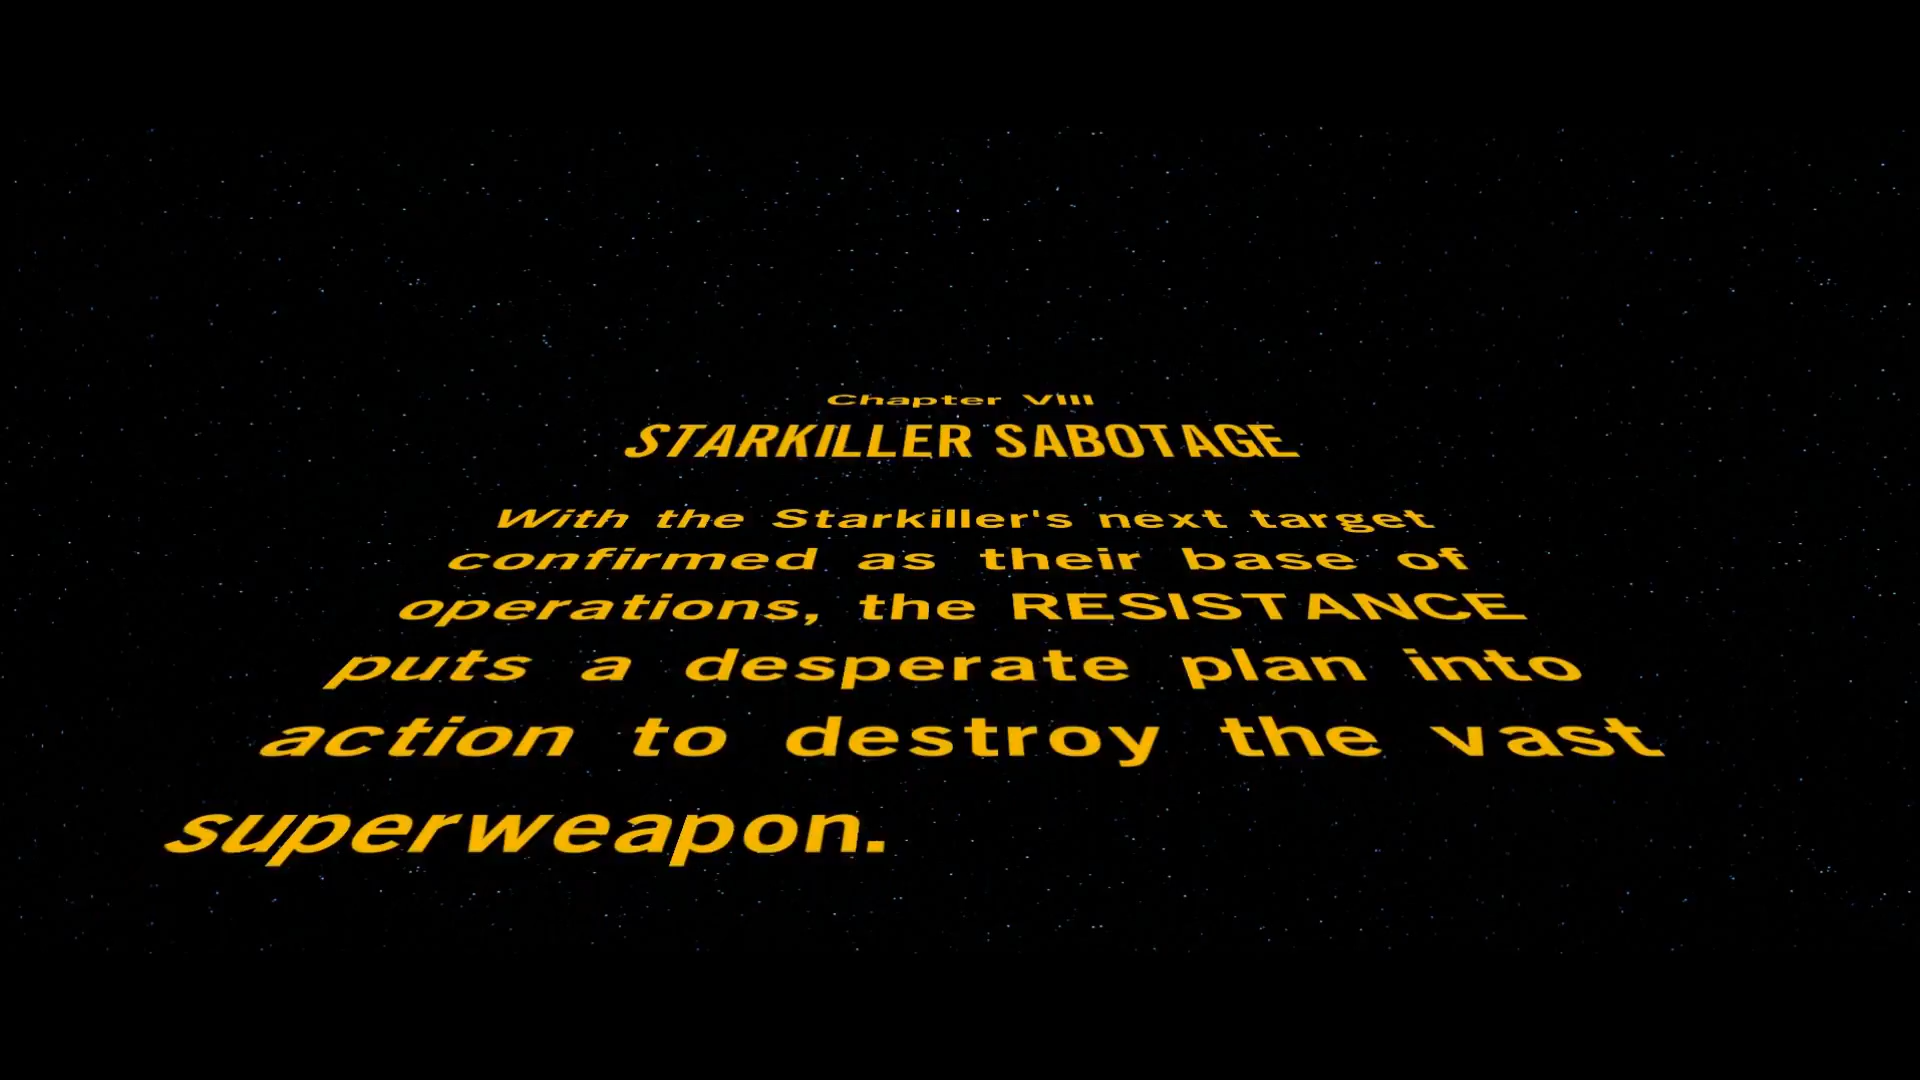 Chapter VIII
STARKILLER SABOTAGE
With the Starkiller's next target
confirmed as their base of
operations, the RESISTANCE
puts a desperate plan into
action to destroy the vast
superweapon.